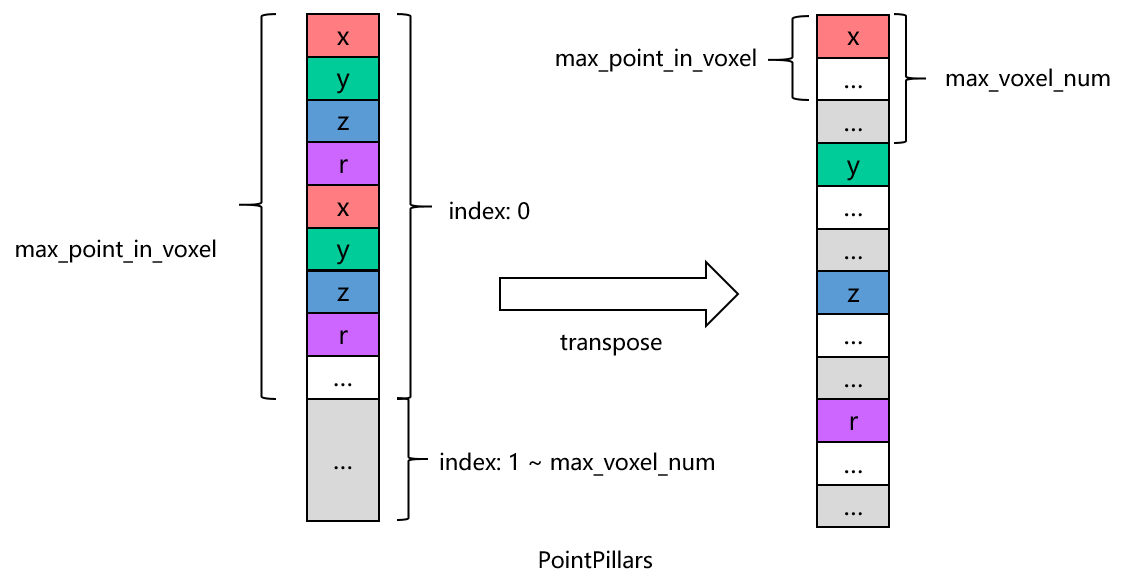 x
y
z
r
x
y
z
r
...
...
max_point_in_voxel
index: 0
index: 1 ~ max_voxel_num
transpose
max_point_in_voxel
max_voxel_num
x
...
...
y
...
...
z
...
...
r
...
...
PointPillars